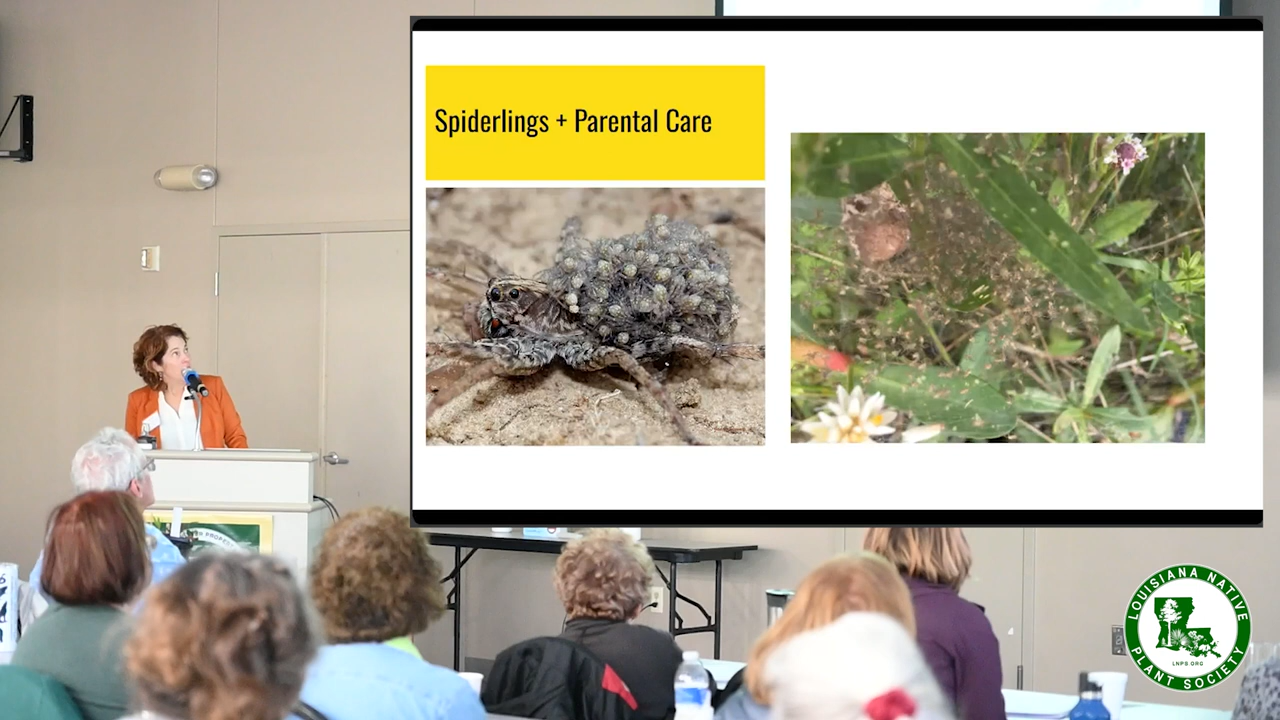 Spiderlings + Parental Care
LOUISIANA NATIVE
LNPS.ORG
PLANT SOCIETY